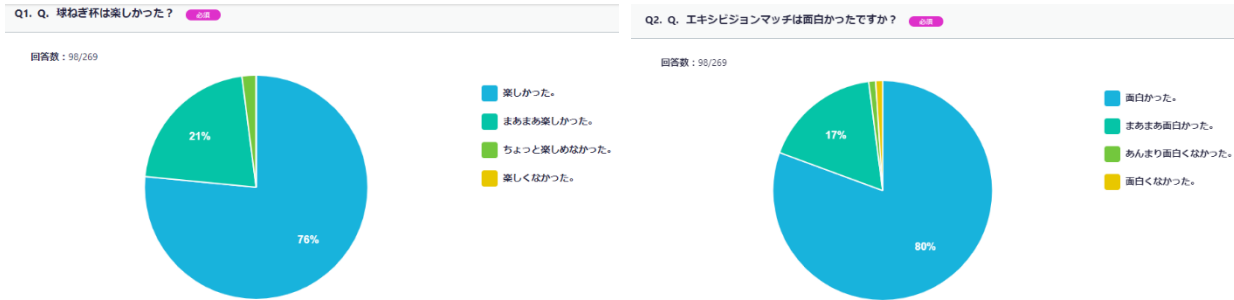 Q1. Q. 球ねぎ杯は楽しかった？ 必須
回答数：98/269
21%
76%
楽しかった。
まあまあ楽しかった。
ちょっと楽しめなかった。
楽しくなかった。
Q2. Q. エキシビジョンマッチは面白かったですか？ 必須
回答数：98/269
17%
80%
面白かった。
まあまあ面白かった。
あんまり面白くなかった。
面白くなかった。